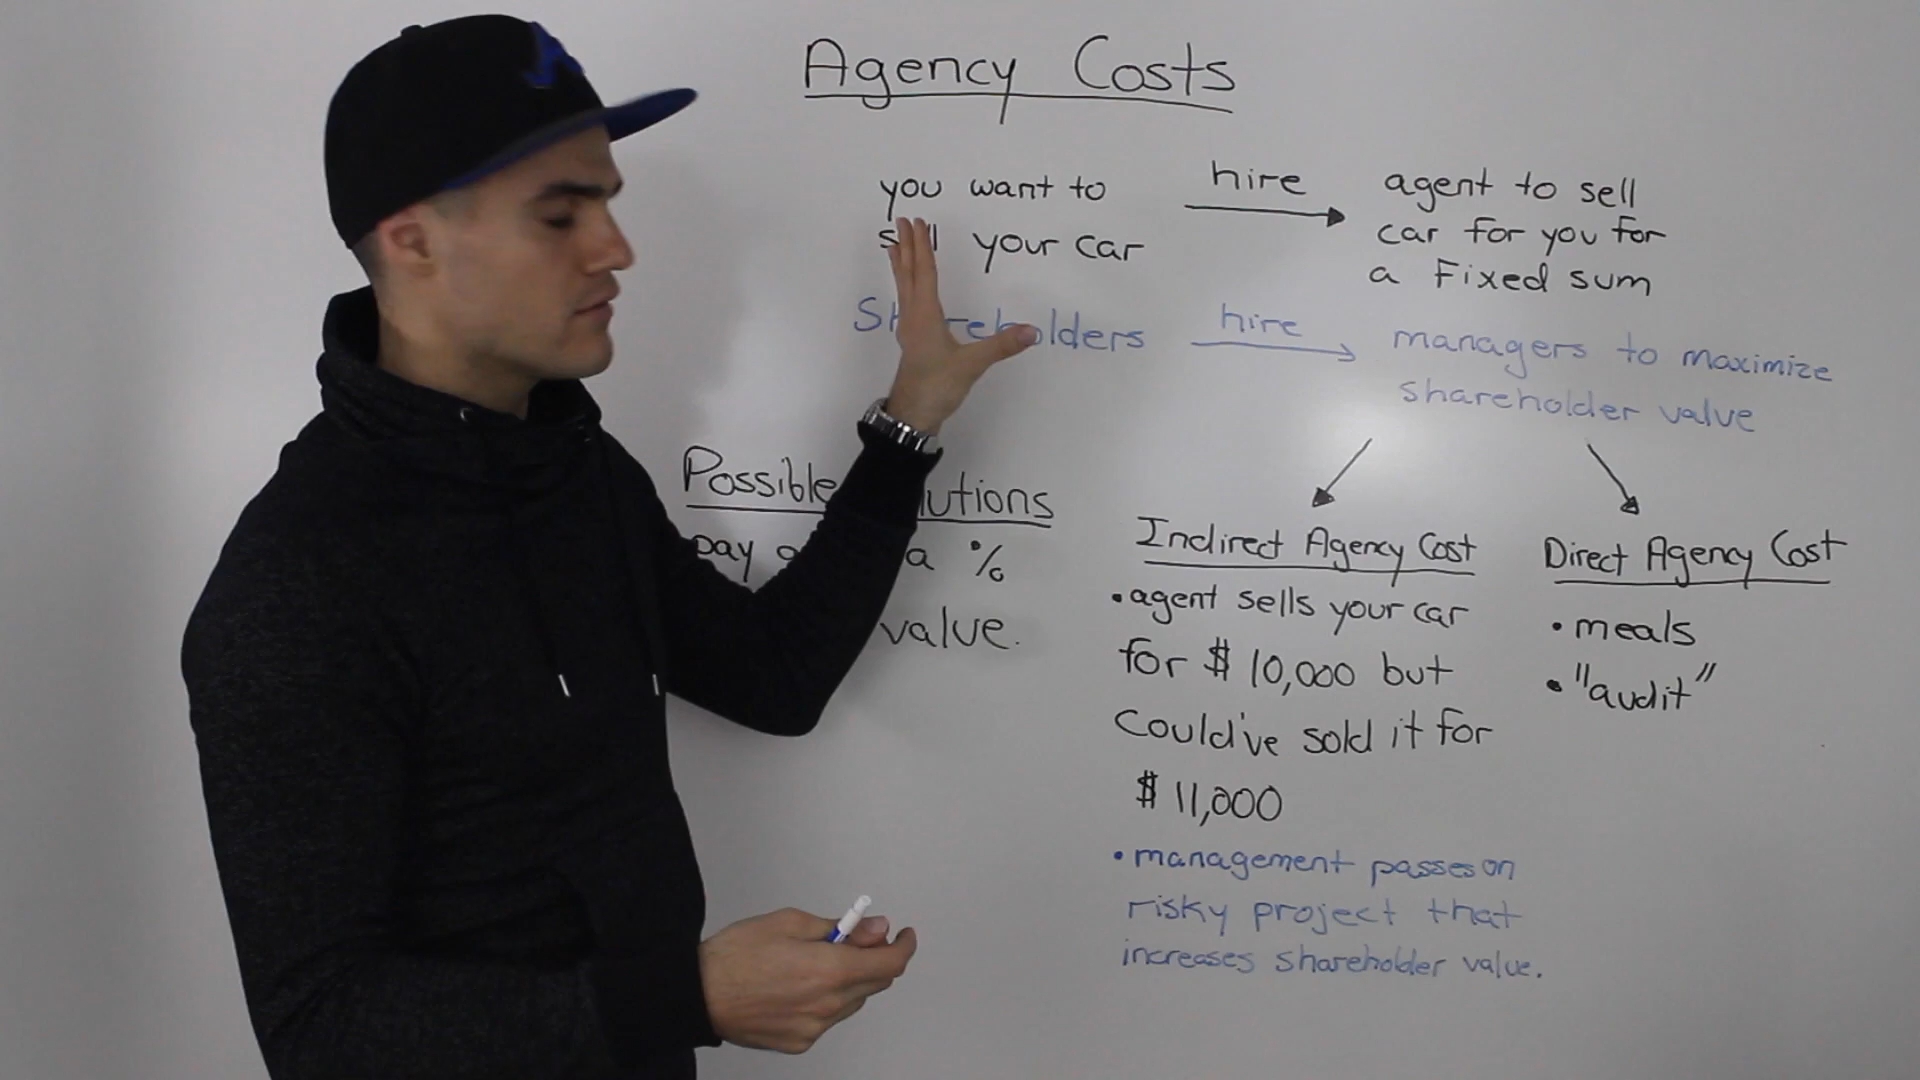 Agency Costs
you want to
your car
hire
agent to sell
car for you for
a Fixed sum
hire
managers to maximize
shareholder value
Possible
pay a %
value.
Indirect Agency Cost
• agent sells your car
for $ 10,000 but
Could've sold it for
$ 11,000
• management passes on
risky project that
increases shareholder value.
Direct Agency Cost
• meals
• "audit"